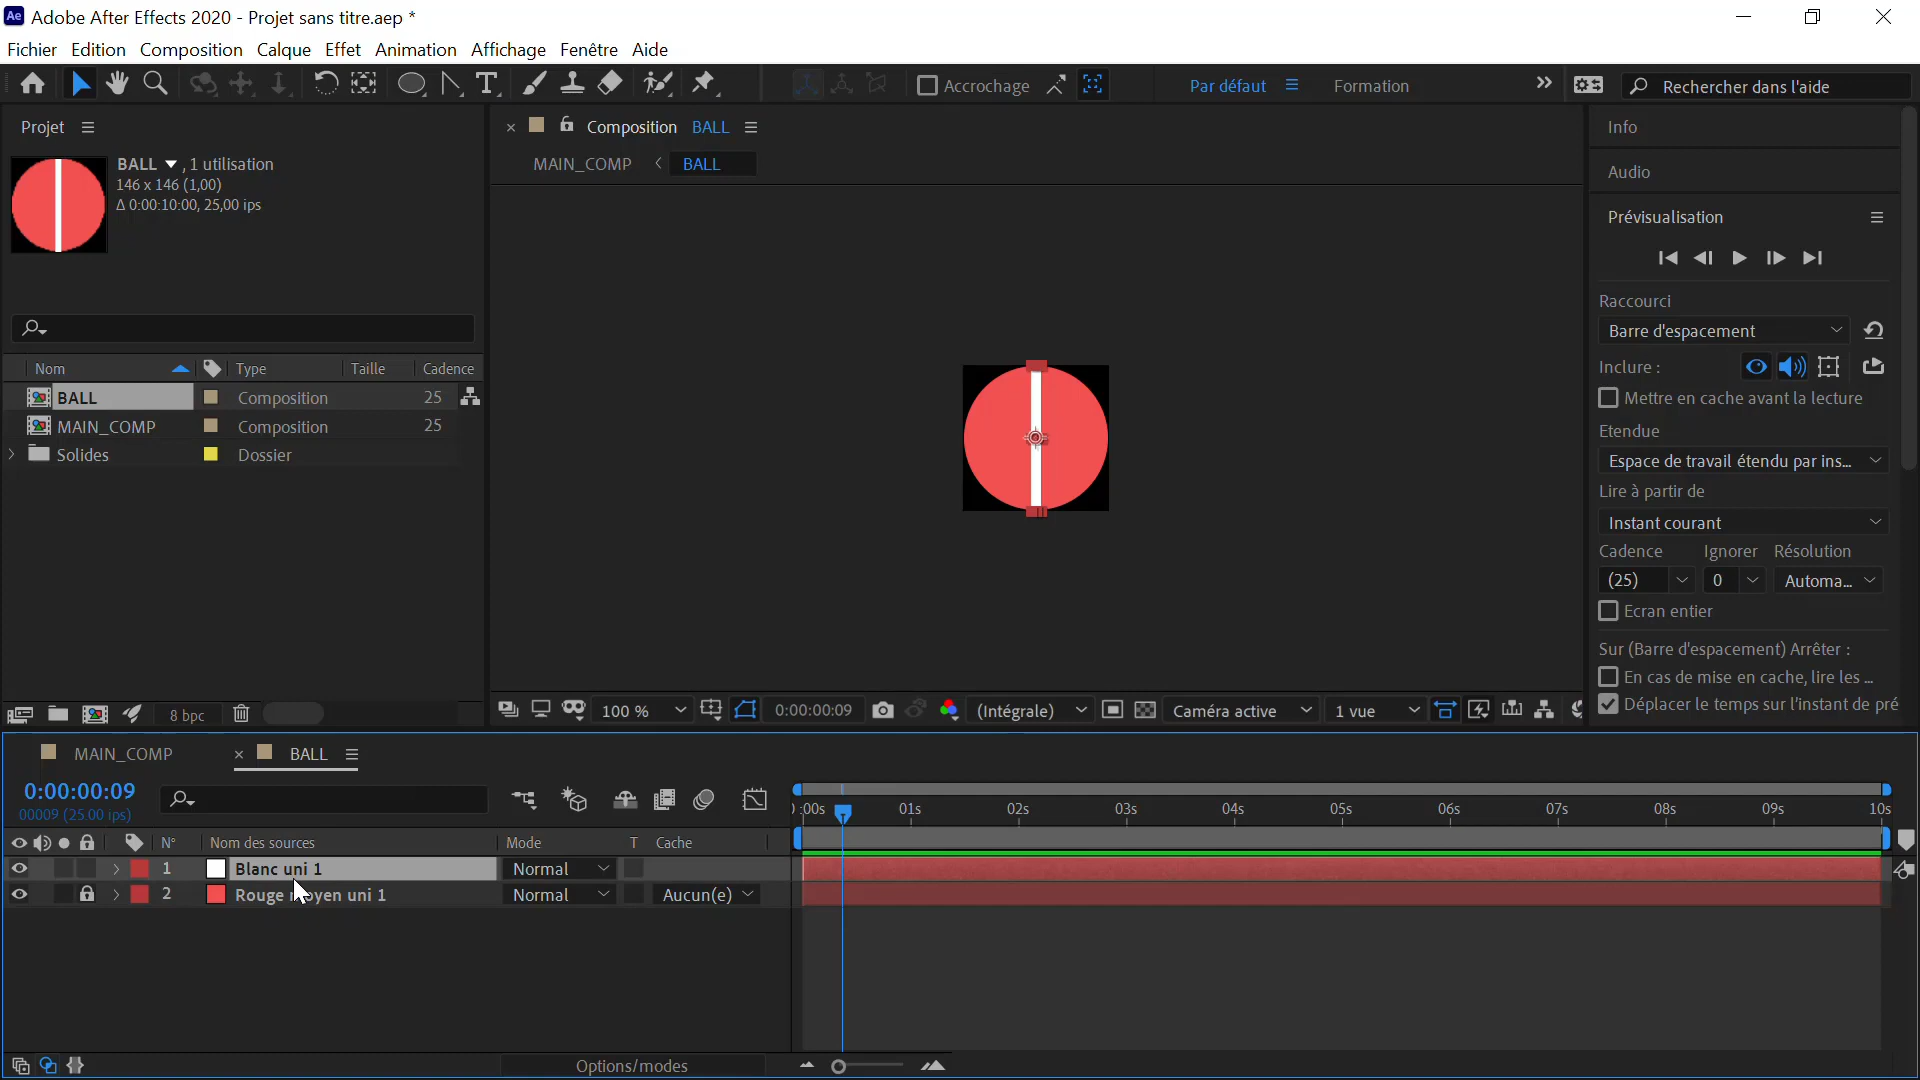 Ae Adobe After Effects 2020 - Projet sans titre.aep *
Fichier Edition Composition Calque Effet Animation Affichage Fenêtre Aide
Accrochage
Par défaut
Formation
Rechercher dans l'aide
Projet
BALL , 1 utilisation
146 x 146 (1,00)
Δ 0:00:10:00, 25,00 ips
Nom Type Taille Cadence
BALL Composition 25
MAIN_COMP Composition 25
Solides Dossier
8 bpc
Composition BALL
MAIN_COMP BALL
100 %
0:00:00:09
(Intégrale)
Caméra active
1 vue
Info
Audio
Prévisualisation
Raccourci
Barre d'espacement
Inclure :
Mettre en cache avant la lecture
Etendue
Espace de travail étendu par ins...
Lire à partir de
Instant courant
Cadence Ignorer Résolution
(25) 0 Automa...
Ecran entier
Sur (Barre d'espacement) Arrêter :
En cas de mise en cache, lire les ...
Déplacer le temps sur l'instant de pré
MAIN_COMP
BALL
0:00:00:09
00009 (25.00 ips)
:00s 01s 02s 03s 04s 05s 06s 07s 08s 09s 10s
N° Nom des sources Mode T Cache
1 Blanc uni 1 Normal
2 Rouge moyen uni 1 Normal Aucun(e)
Options/modes